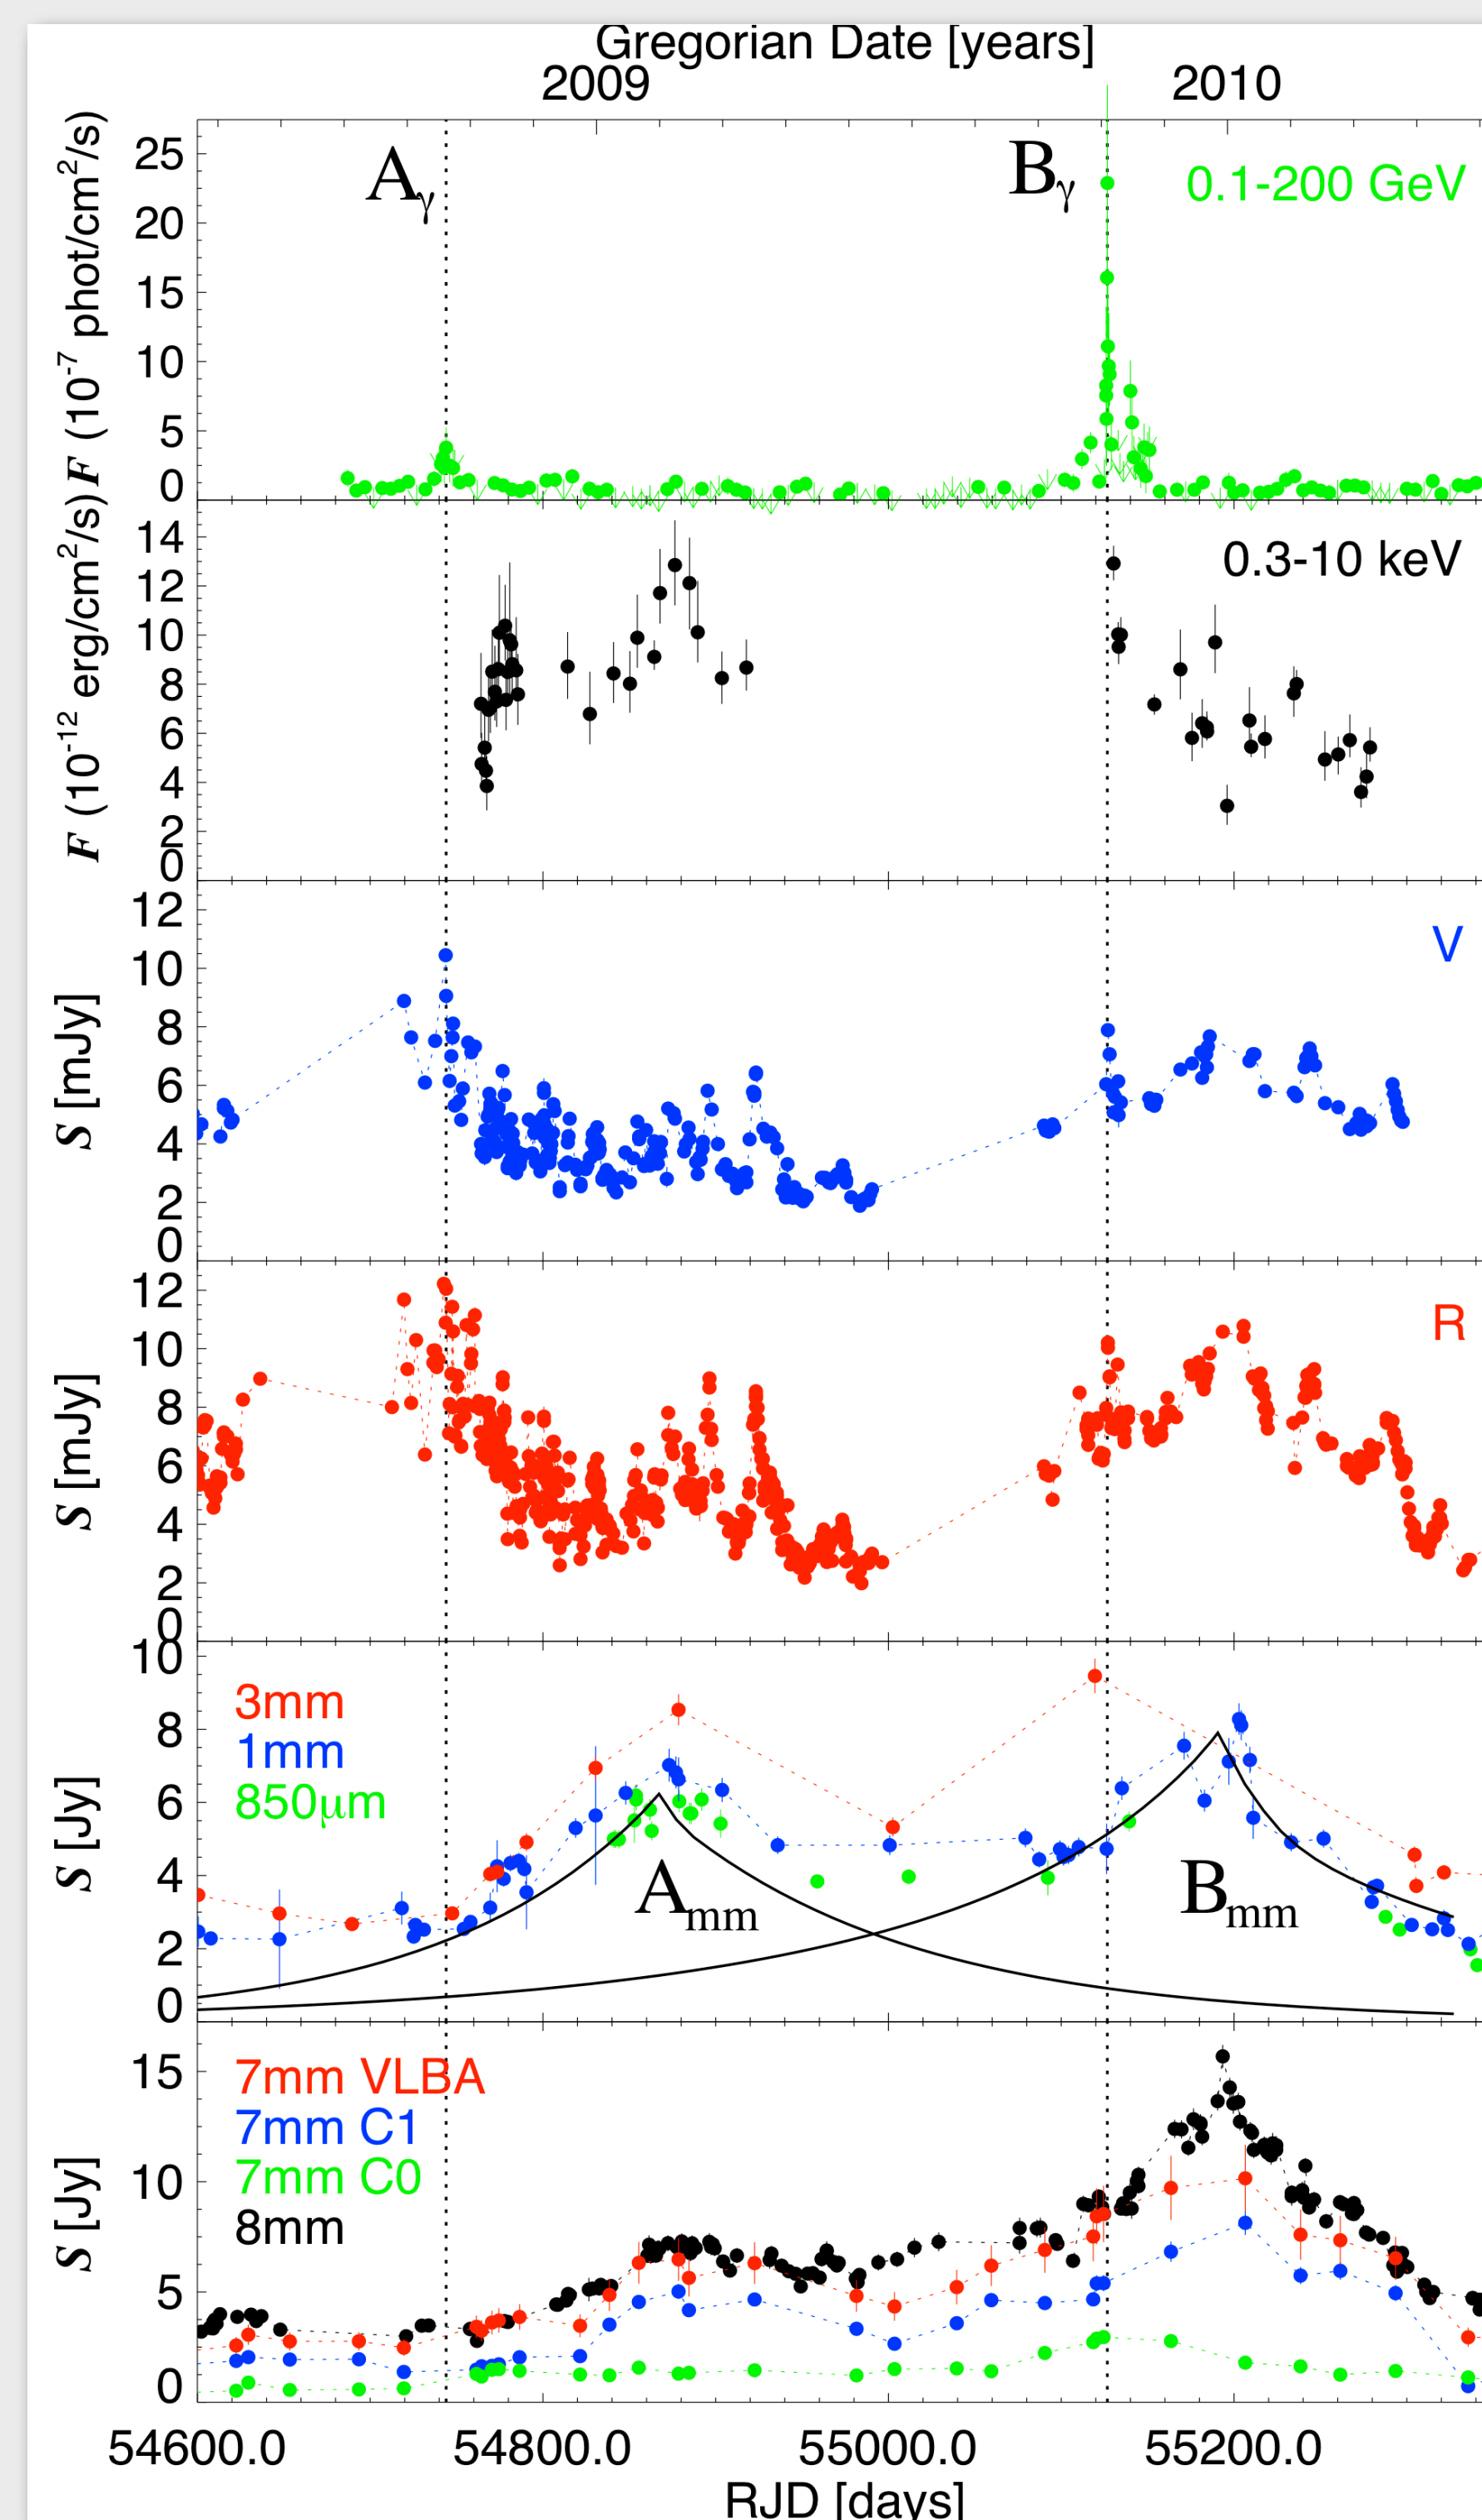 Gregorian Date [years]
2009 2010
F (10⁻⁷ phot/cm²/s)
25
20
15
10
5
0
Aγ
Bγ
0.1-200 GeV
F (10⁻¹² erg/cm²/s)
14
12
10
8
6
4
2
0
0.3-10 keV
S [mJy]
12
10
8
6
4
2
0
V
S [mJy]
12
10
8
6
4
2
0
R
S [Jy]
10
8
6
4
2
0
3mm
1mm
850μm
Amm
Bmm
S [Jy]
15
10
5
0
7mm VLBA
7mm C1
7mm C0
8mm
54600.0 54800.0 55000.0 55200.0
RJD [days]